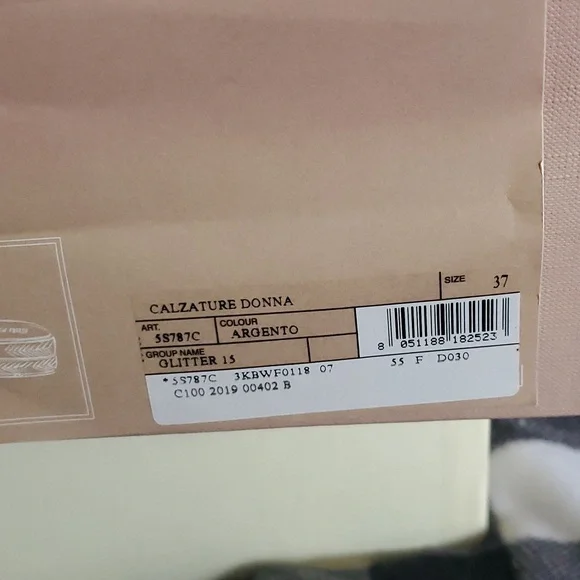 CALZATURE DONNA
SIZE 37
ART. 5S787C COLOUR ARGENTO
GROUP NAME GLITTER 15
8 051188 182523
*5S787C 3KBWF0118 07 55 F D030
C100 2019 00402 B